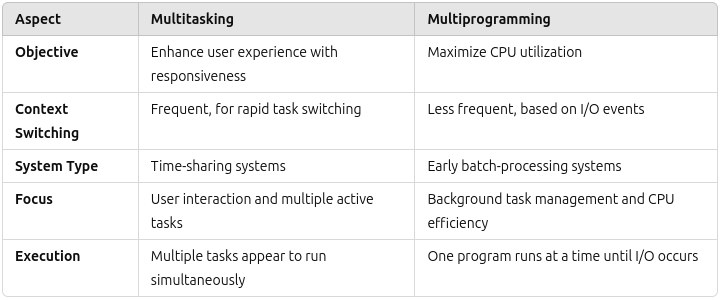 Aspect Multitasking Multiprogramming
Objective Enhance user experience with Maximize CPU utilization
responsiveness
Context Frequent, for rapid task switching Less frequent, based on I/O events
Switching
System Type Time-sharing systems Early batch-processing systems
Focus User interaction and multiple active Background task management and CPU
tasks efficiency
Execution Multiple tasks appear to run One program runs at a time until I/O occurs
simultaneously